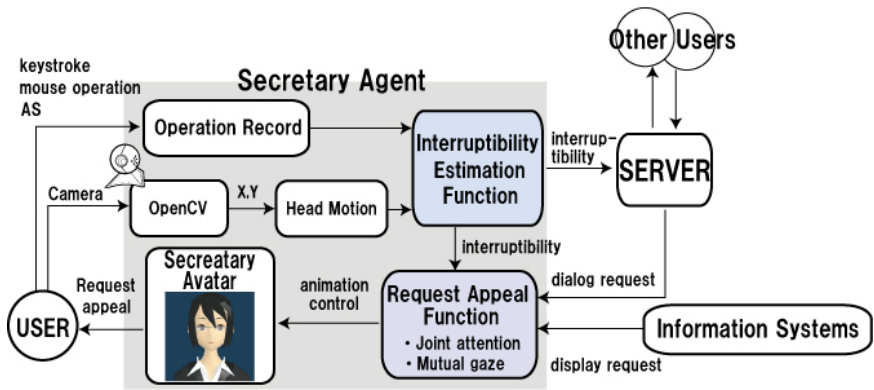 Other Users
keystroke
mouse operation
AS
Secretary Agent
Operation Record
Interruptibility
Estimation
Function
interrup-
tibility
SERVER
Camera
OpenCV
X,Y
Head Motion
interruptibility
Secreatary
Avatar
Request
appeal
animation
control
Request Appeal
Function
・Joint attention
・Mutual gaze
dialog request
USER
Information Systems
display request